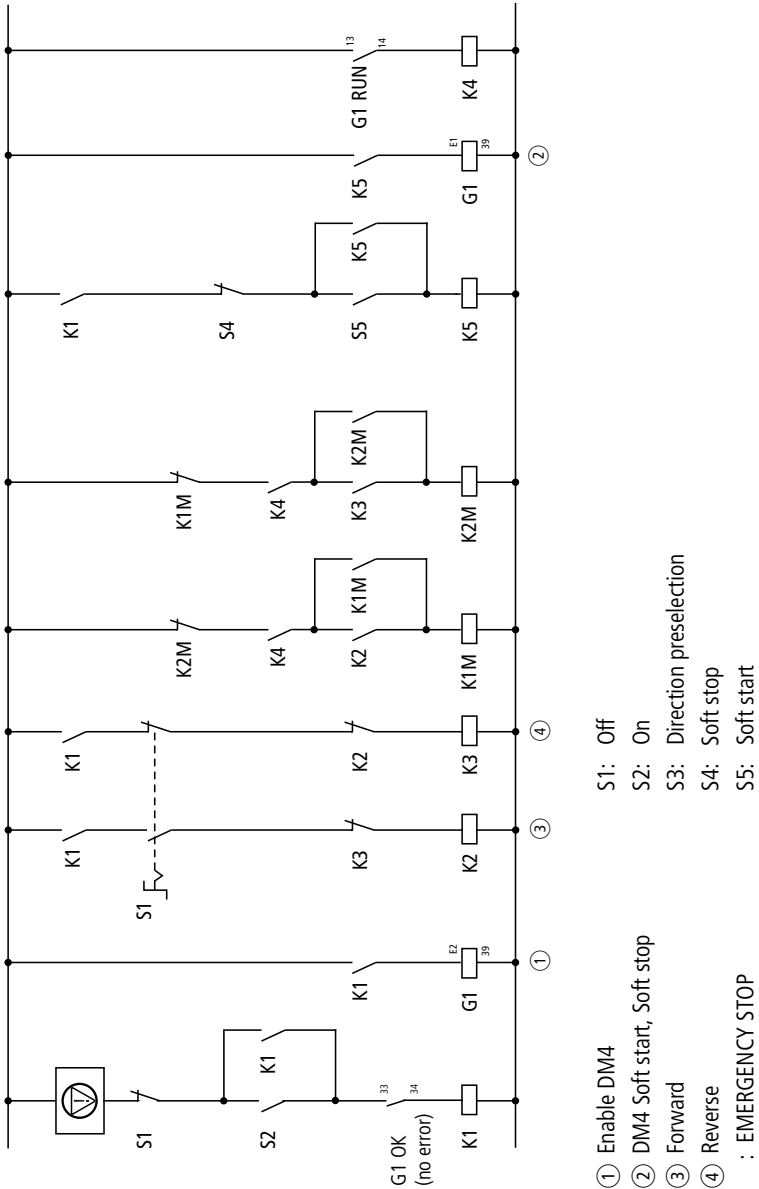 S1
S2
K1
33
34
G1 OK
(no error)
K1
K1
E2
39
G1
①
K1
S1
K3
K2
③
K1
K2
K3
④
K2M
K4
K2
K1M
K1M
K1M
K4
K3
K2M
K2M
K1
S4
S5
K5
K5
K5
E1
39
G1
②
13
14
G1 RUN
K4
① Enable DM4
② DM4 Soft start, Soft stop
③ Forward
④ Reverse
: EMERGENCY STOP
S1: Off
S2: On
S3: Direction preselection
S4: Soft stop
S5: Soft start